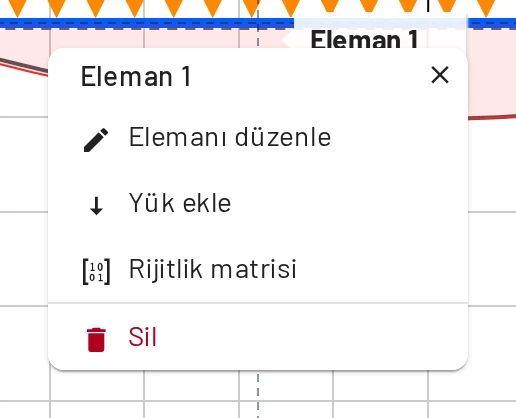 Eleman 1
Eleman 1
Elemanı düzenle
Yük ekle
Rijitlik matrisi
Sil